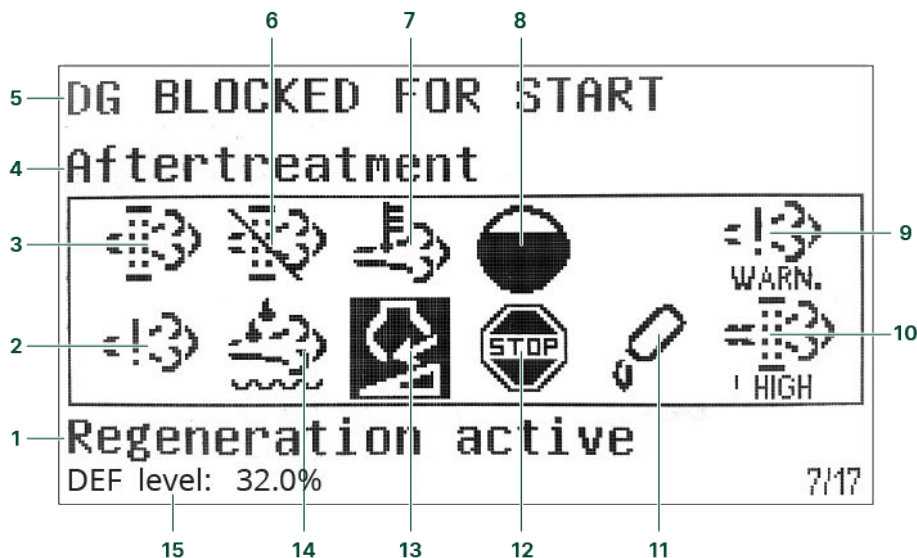 6 7 8
5 DG BLOCKED FOR START
4 Aftertreatment
3
9
WARN.
2
STOP
10
! HIGH
1 Regeneration active
DEF level: 32.0%
7/17
15 14 13 12 11